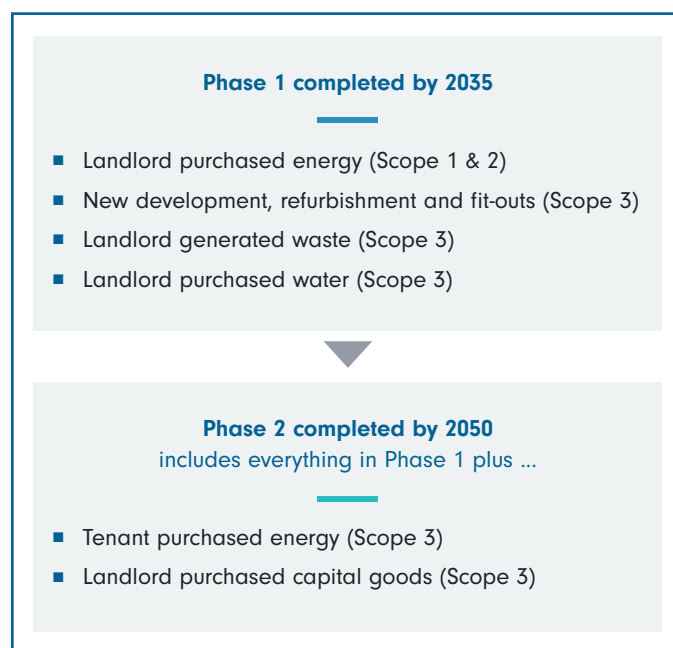 Phase 1 completed by 2035
■ Landlord purchased energy (Scope 1 & 2)
■ New development, refurbishment and fit-outs (Scope 3)
■ Landlord generated waste (Scope 3)
■ Landlord purchased water (Scope 3)
Phase 2 completed by 2050
includes everything in Phase 1 plus ...
■ Tenant purchased energy (Scope 3)
■ Landlord purchased capital goods (Scope 3)